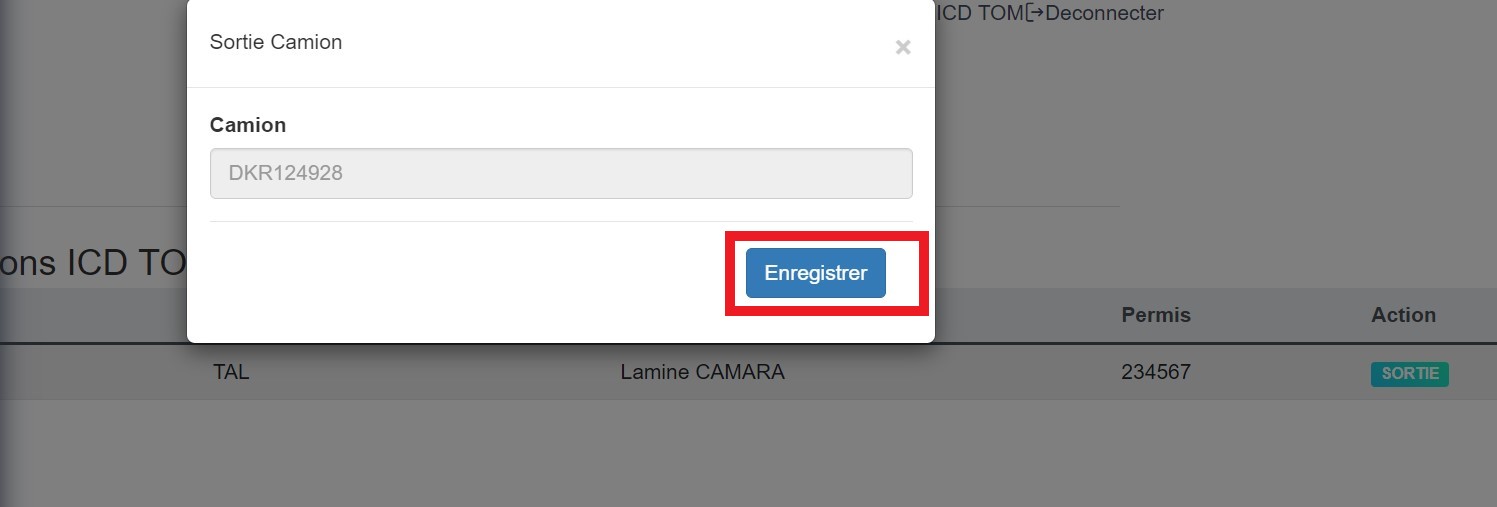 ICD TOM Deconnecter
Sortie Camion
×
Camion
DKR124928
Enregistrer
ons ICD TO
Permis Action
TAL Lamine CAMARA 234567 SORTIE